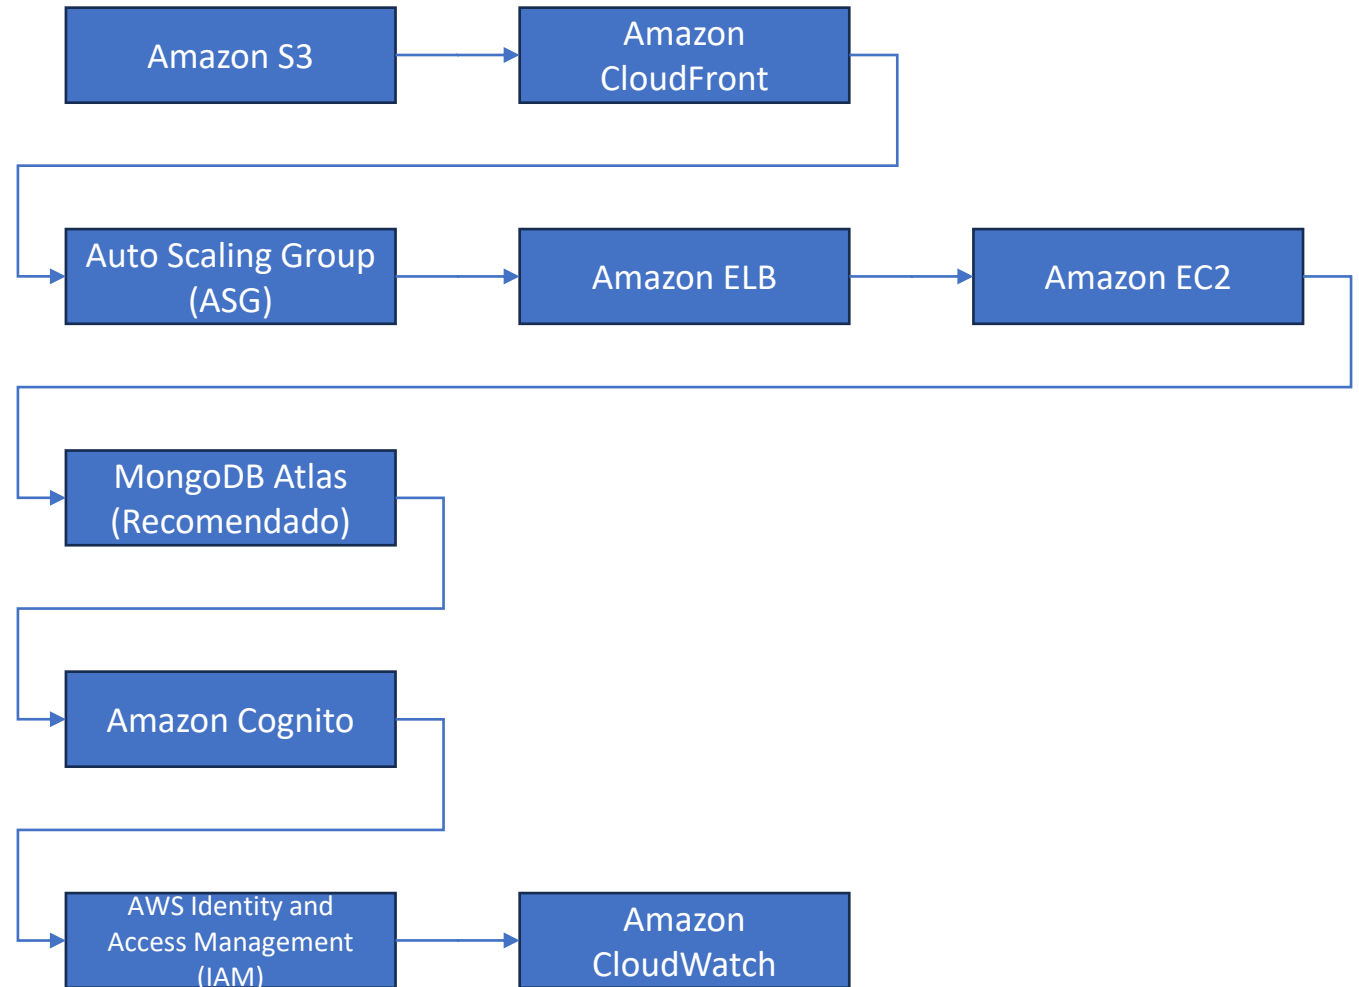 Amazon S3
Amazon
CloudFront
Auto Scaling Group
(ASG)
Amazon ELB
Amazon EC2
MongoDB Atlas
(Recomendado)
Amazon Cognito
AWS Identity and
Access Management
(IAM)
Amazon
CloudWatch